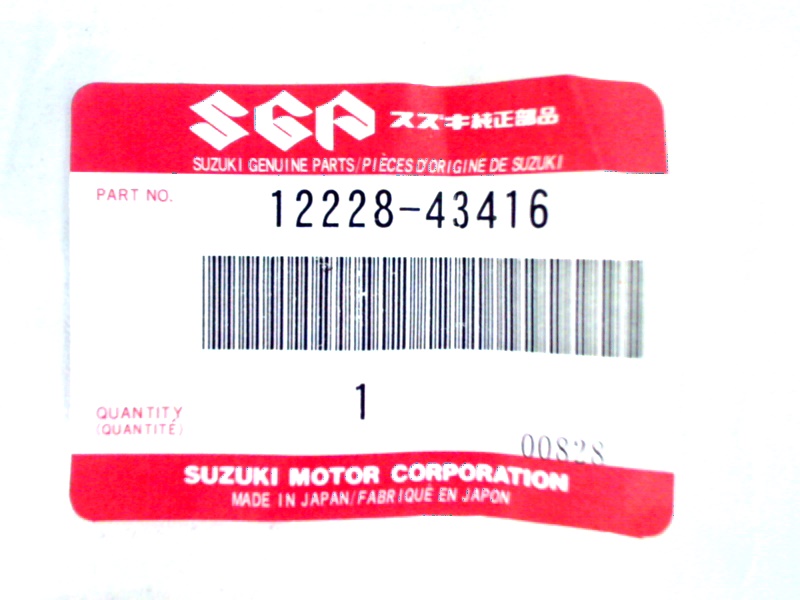 SGP スズキ純正部品
SUZUKI GENUINE PARTS/PIÈCES D'ORIGINE DE SUZUKI
PART NO. 12228-43416
QUANTITY 1
(QUANTITÉ)
00828
SUZUKI MOTOR CORPORATION
MADE IN JAPAN/FABRIQUÉ EN JAPON